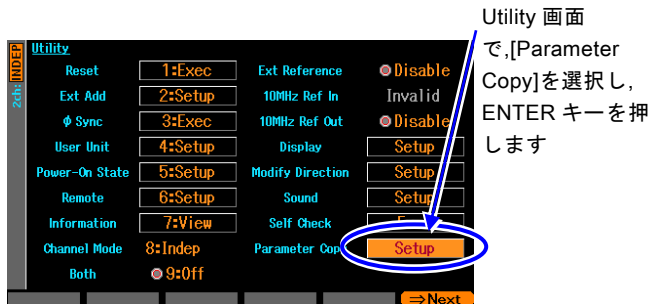 Utility 画面
で,[Parameter
Copy]を選択し,
ENTER キーを押
します
2ch: INDEP
Utility
Reset 1:Exec Ext Reference Disable
Ext Add 2:Setup 10MHz Ref In Invalid
φ Sync 3:Exec 10MHz Ref Out Disable
User Unit 4:Setup Display Setup
Power-On State 5:Setup Modify Direction Setup
Remote 6:Setup Sound Setup
Information 7:View Self Check
Channel Mode 8:Indep Parameter Cop Setup
Both 9:Off
⇒Next